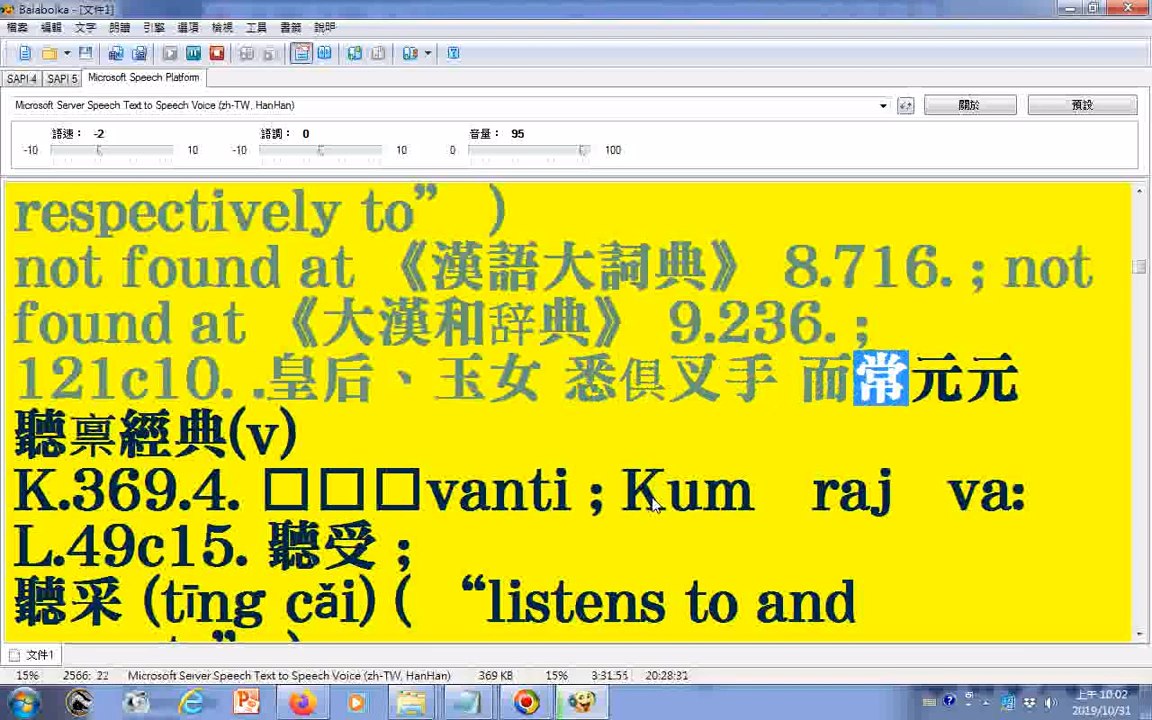 Balabolka - [文件1]
檔案 編輯 文字 朗讀 引擎 選項 檢視 工具 書籤 說明
SAPI 4 SAPI 5 Microsoft Speech Platform
Microsoft Server Speech Text to Speech Voice (zh-TW, HanHan) 關於 預設
語速： -2 語調： 0 音量： 95
-10 10 -10 10 0 100
respectively to” )
not found at 《漢語大詞典》 8.716. ; not
found at 《大漢和辞典》 9.236. ;
121c10. .皇后、玉女 悉俱叉手 而常元元
聽禀經典(v)
K.369.4. □□□vanti ; Kum raj va:
L.49c15. 聽受 ;
聽采 (tīng cǎi) ( “listens to and
文件1
15% 2566: 22 Microsoft Server Speech Text to Speech Voice (zh-TW, HanHan) 369 KB 15% 3:31:55 20:28:31
上午 10:02
2019/10/31